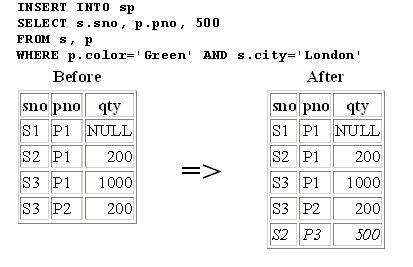 INSERT INTO sp
SELECT s.sno, p.pno, 500
FROM s, p
WHERE p.color='Green' AND s.city='London'
Before
sno pno qty
S1 P1 NULL
S2 P1 200
S3 P1 1000
S3 P2 200
=>
After
sno pno qty
S1 P1 NULL
S2 P1 200
S3 P1 1000
S3 P2 200
S2 P3 500